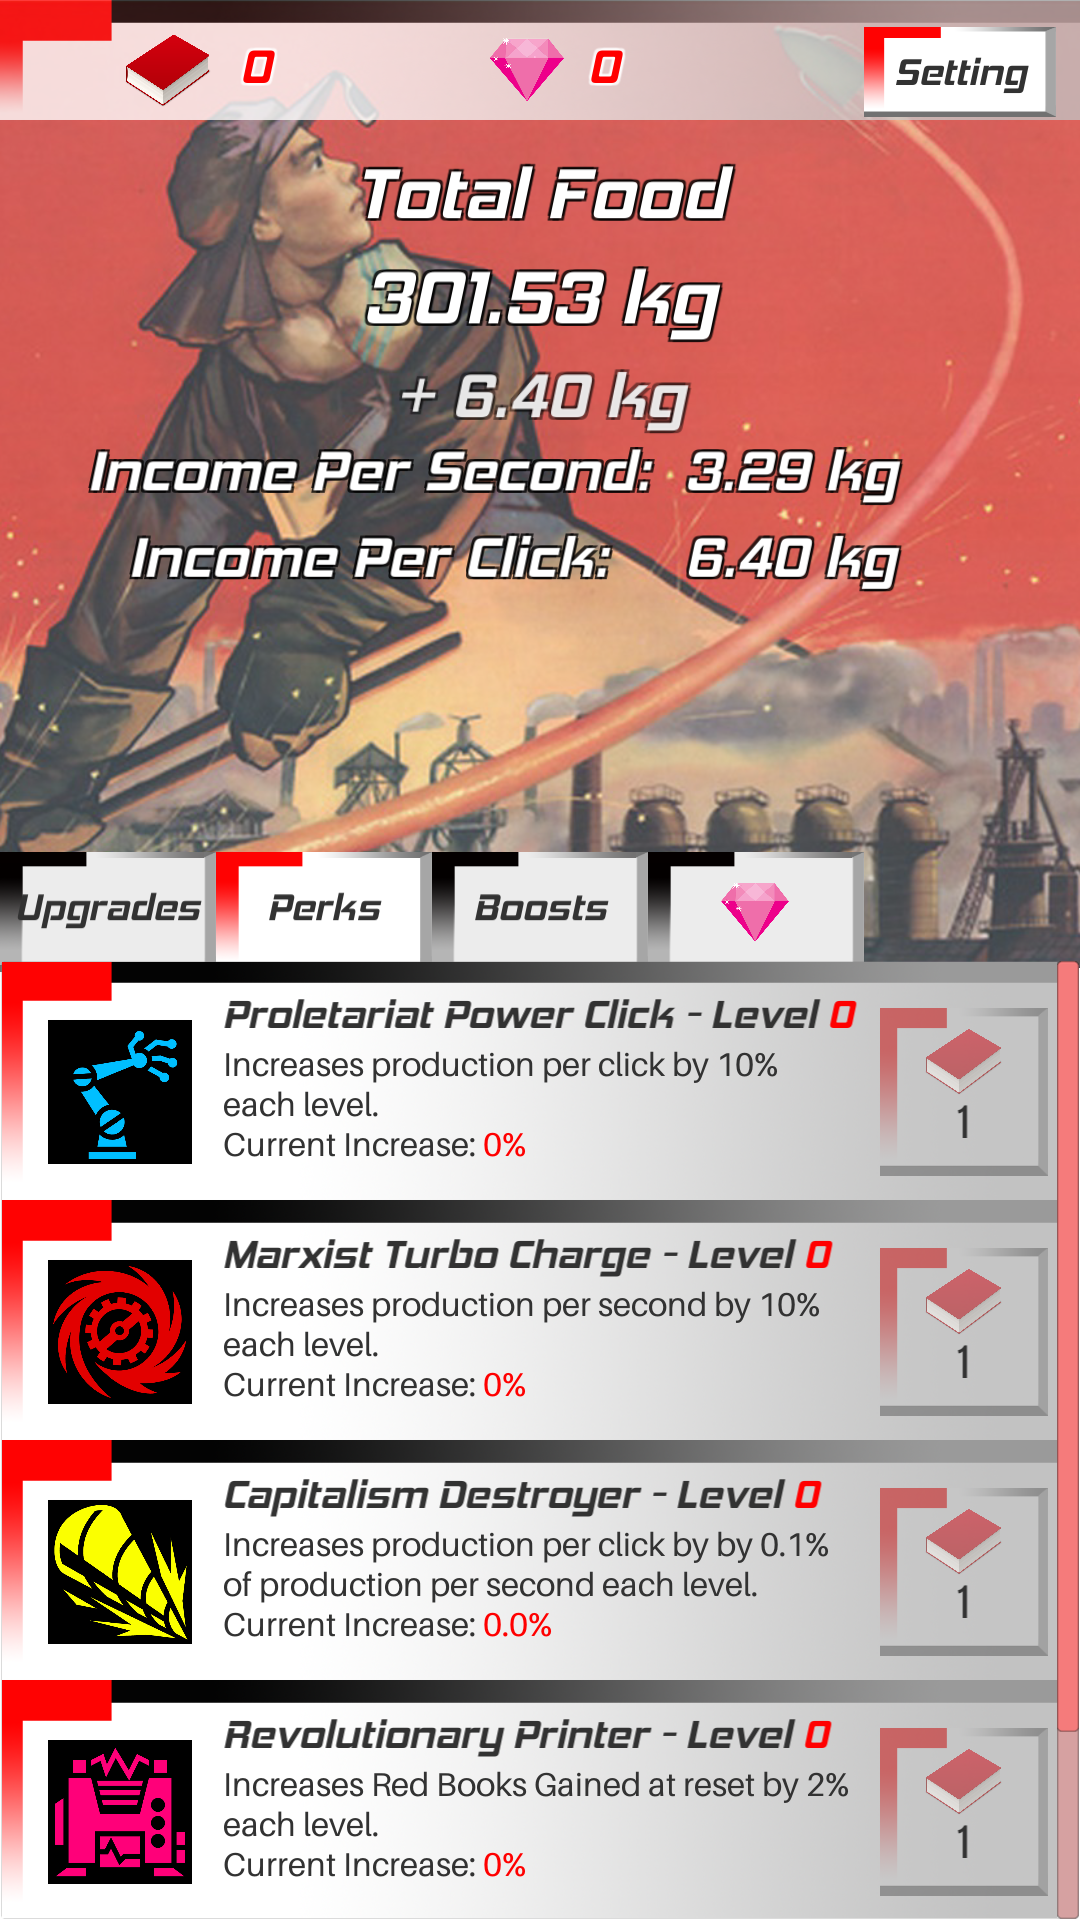 0 0 Setting
Total Food
301.53 kg
+ 6.40 kg
Income Per Second: 3.29 kg
Income Per Click: 6.40 kg
Upgrades Perks Boosts
Proletariat Power Click - Level 0
Increases production per click by 10%
each level.
Current Increase: 0%
1
Marxist Turbo Charge - Level 0
Increases production per second by 10%
each level.
Current Increase: 0%
1
Capitalism Destroyer - Level 0
Increases production per click by by 0.1%
of production per second each level.
Current Increase: 0.0%
1
Revolutionary Printer - Level 0
Increases Red Books Gained at reset by 2%
each level.
Current Increase: 0%
1